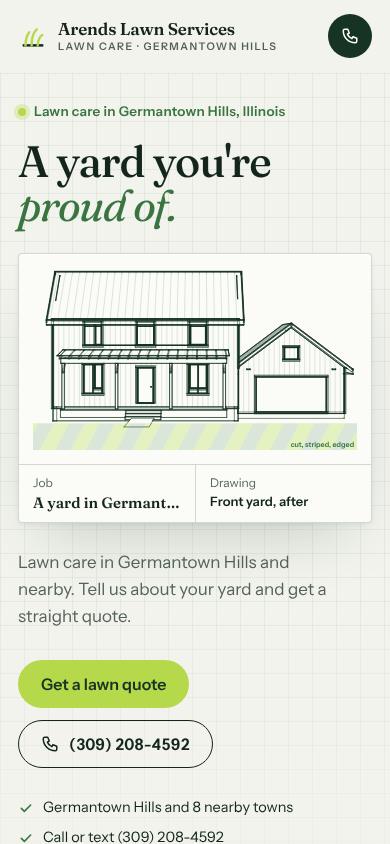 Arends Lawn Services
LAWN CARE · GERMANTOWN HILLS
Lawn care in Germantown Hills, Illinois
A yard you're
proud of.
cut, striped, edged
Job
A yard in Germant...
Drawing
Front yard, after
Lawn care in Germantown Hills and
nearby. Tell us about your yard and get a
straight quote.
Get a lawn quote
(309) 208-4592
Germantown Hills and 8 nearby towns
Call or text (309) 208-4592